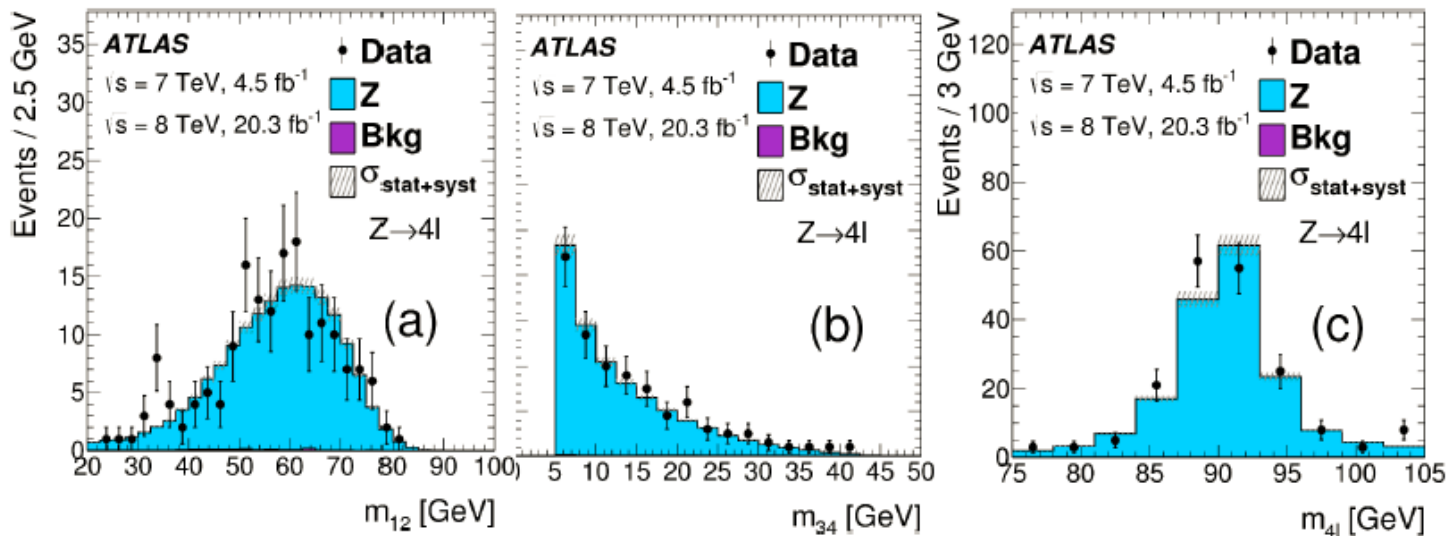 Events / 2.5 GeV
35
30
25
20
15
10
5
0
ATLAS
√s = 7 TeV, 4.5 fb-1
√s = 8 TeV, 20.3 fb-1
Data
Z
Bkg
σstat+syst
Z→4l
(a)
20 30 40 50 60 70 80 90 100
m12 [GeV]
ATLAS
√s = 7 TeV, 4.5 fb-1
√s = 8 TeV, 20.3 fb-1
Data
Z
Bkg
σstat+syst
Z→4l
(b)
5 10 15 20 25 30 35 40 45 50
m34 [GeV]
Events / 3 GeV
120
100
80
60
40
20
0
ATLAS
√s = 7 TeV, 4.5 fb-1
√s = 8 TeV, 20.3 fb-1
Data
Z
Bkg
σstat+syst
Z→4l
(c)
75 80 85 90 95 100 105
m4l [GeV]